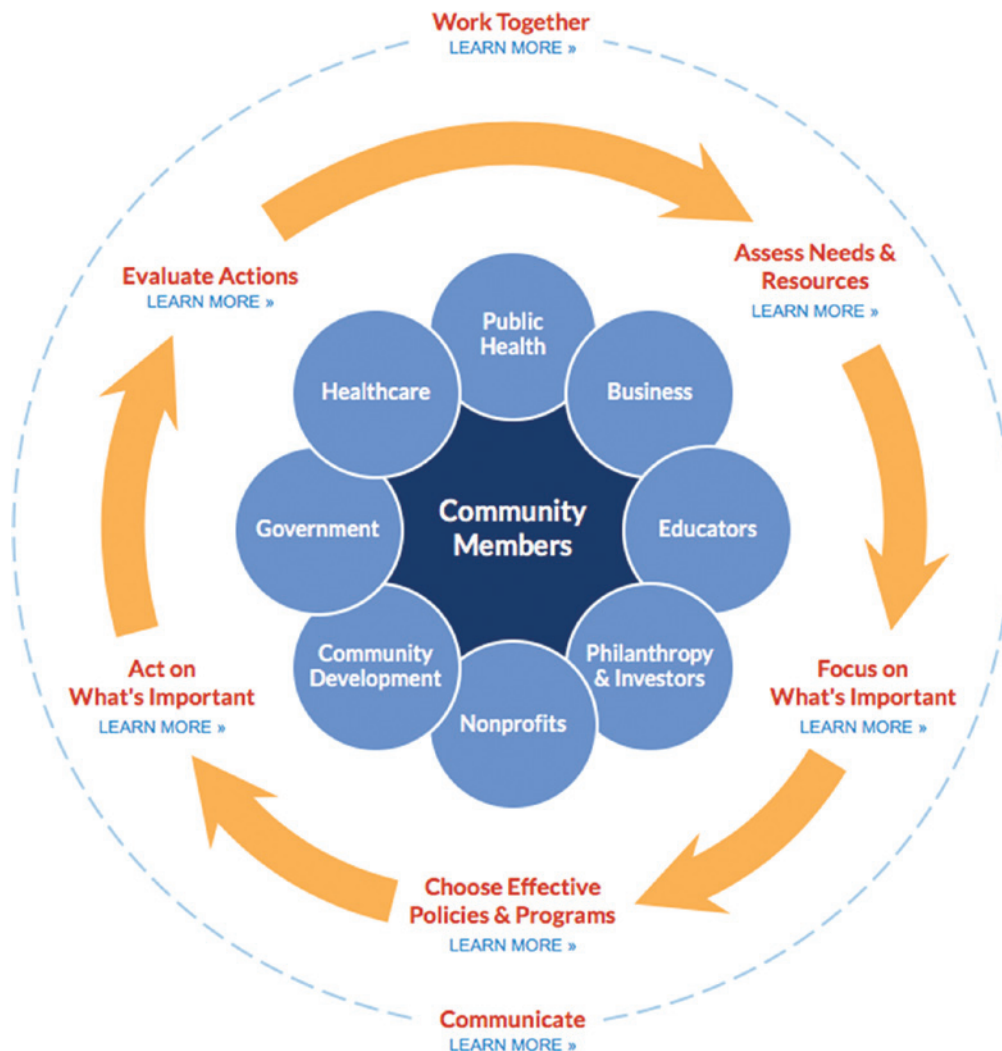 Work Together
LEARN MORE »
Assess Needs &
Resources
LEARN MORE »
Evaluate Actions
LEARN MORE »
Public
Health
Healthcare
Business
Community
Members
Government
Educators
Community
Development
Philanthropy
& Investors
Nonprofits
Act on
What's Important
LEARN MORE »
Focus on
What's Important
LEARN MORE »
Choose Effective
Policies & Programs
LEARN MORE »
Communicate
LEARN MORE »